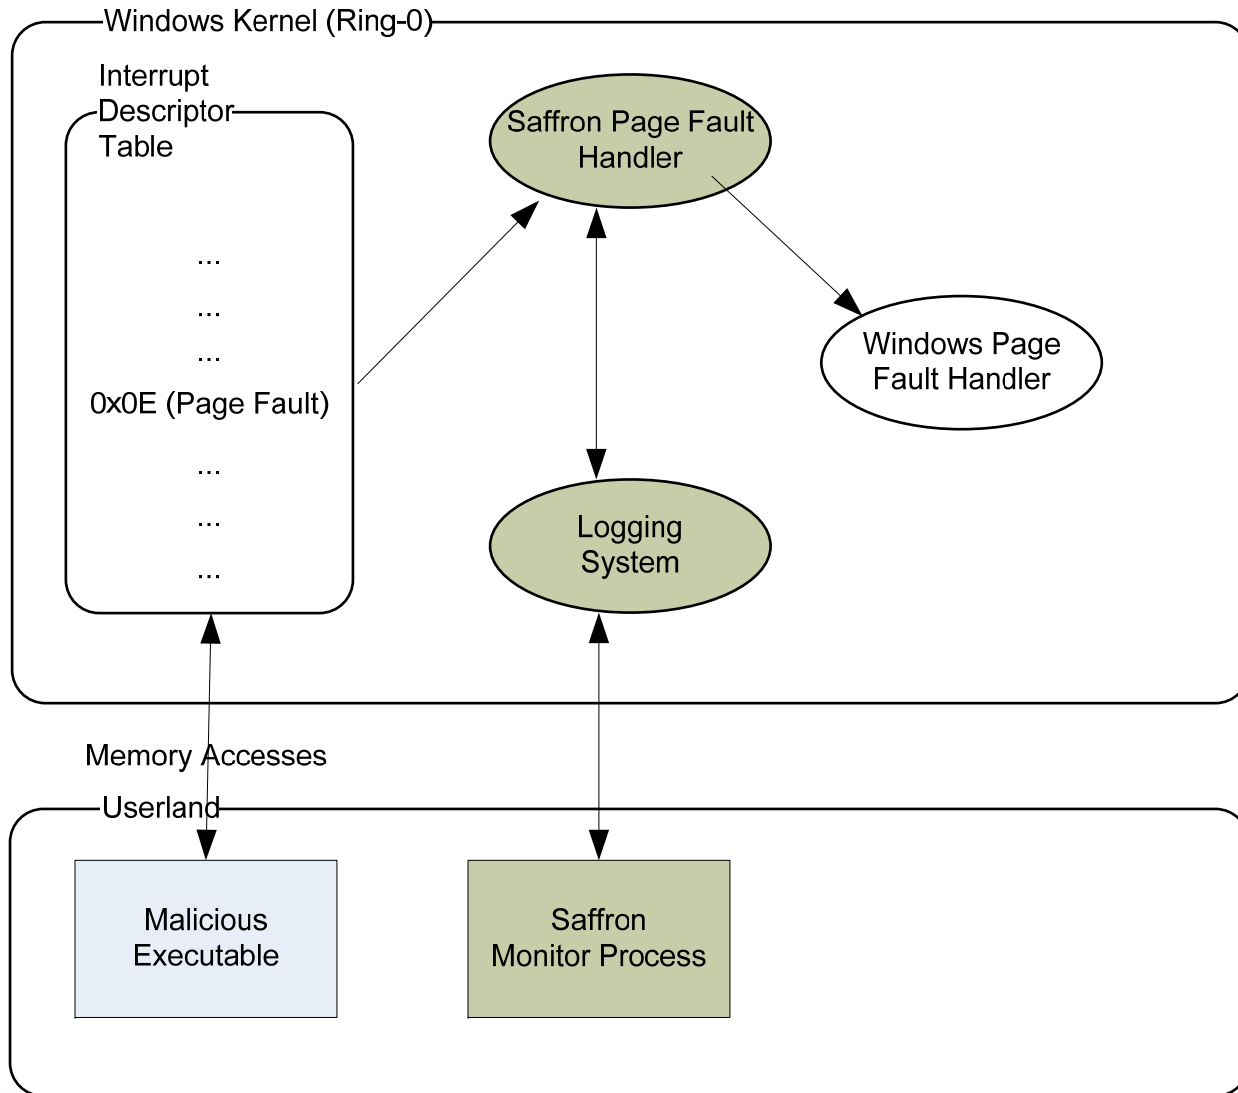 Windows Kernel (Ring-0)
Interrupt
Descriptor
Table
...
...
...
0x0E (Page Fault)
...
...
...
Saffron Page Fault
Handler
Windows Page
Fault Handler
Logging
System
Memory Accesses
Userland
Malicious
Executable
Saffron
Monitor Process